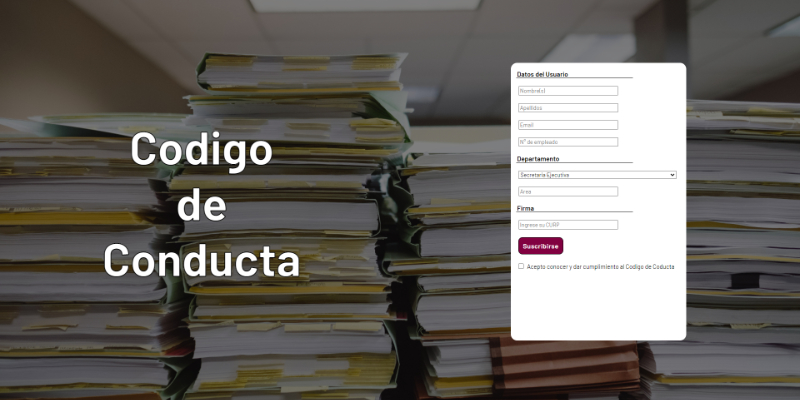 Codigo
de
Conducta
Datos del Usuario
Nombre(s)
Apellidos
Email
N° de empleado
Departamento
Secretaria Ejecutiva
Area
Firma
Ingrese su CURP
Suscribirse
Acepto conocer y dar cumplimiento al Codigo de Coducta